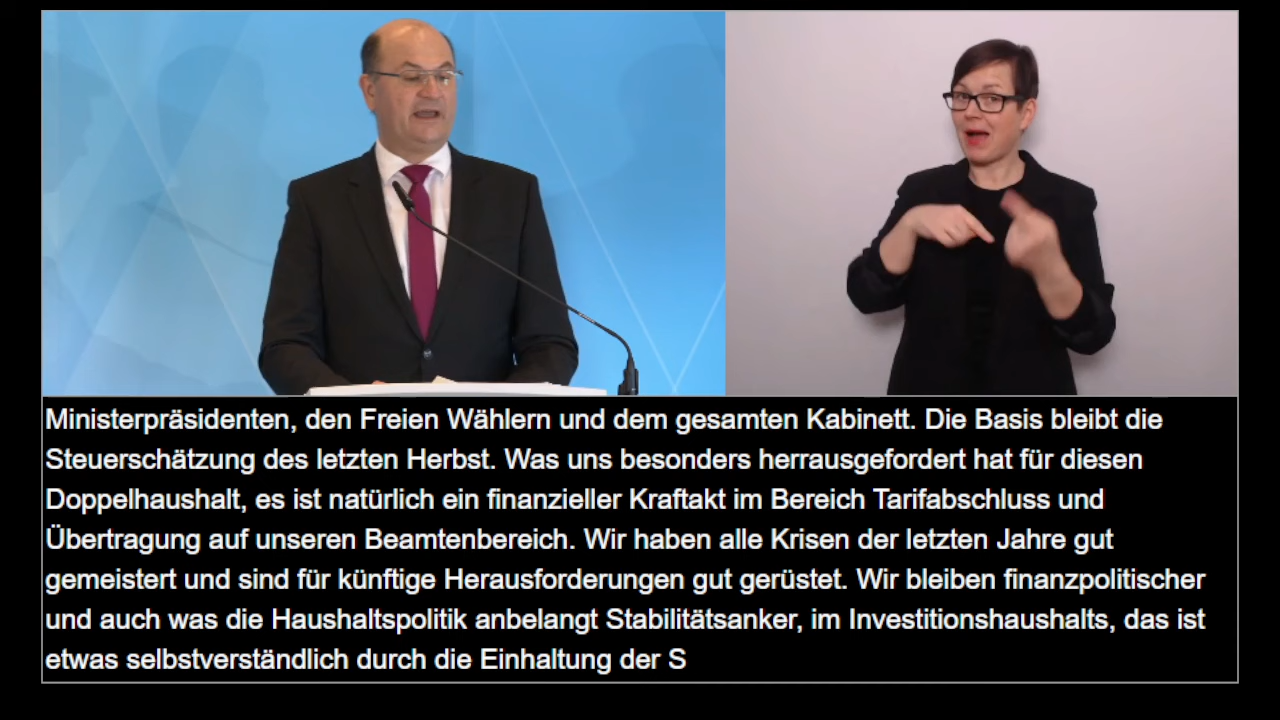 Ministerpräsidenten, den Freien Wählern und dem gesamten Kabinett. Die Basis bleibt die
Steuerschätzung des letzten Herbst. Was uns besonders herrausgefordert hat für diesen
Doppelhaushalt, es ist natürlich ein finanzieller Kraftakt im Bereich Tarifabschluss und
Übertragung auf unseren Beamtenbereich. Wir haben alle Krisen der letzten Jahre gut
gemeistert und sind für künftige Herausforderungen gut gerüstet. Wir bleiben finanzpolitischer
und auch was die Haushaltspolitik anbelangt Stabilitätsanker, im Investitionshaushalts, das ist
etwas selbstverständlich durch die Einhaltung der S